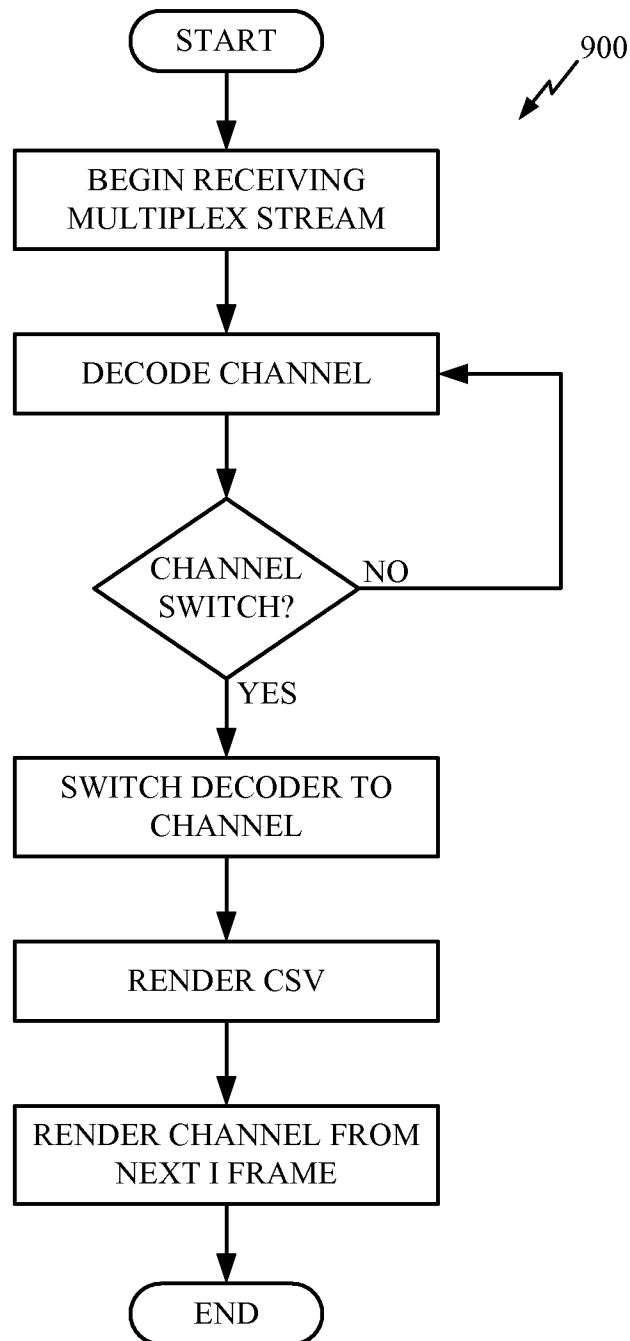 START
900
BEGIN RECEIVING
MULTIPLEX STREAM
DECODE CHANNEL
CHANNEL
SWITCH?
NO
YES
SWITCH DECODER TO
CHANNEL
RENDER CSV
RENDER CHANNEL FROM
NEXT I FRAME
END